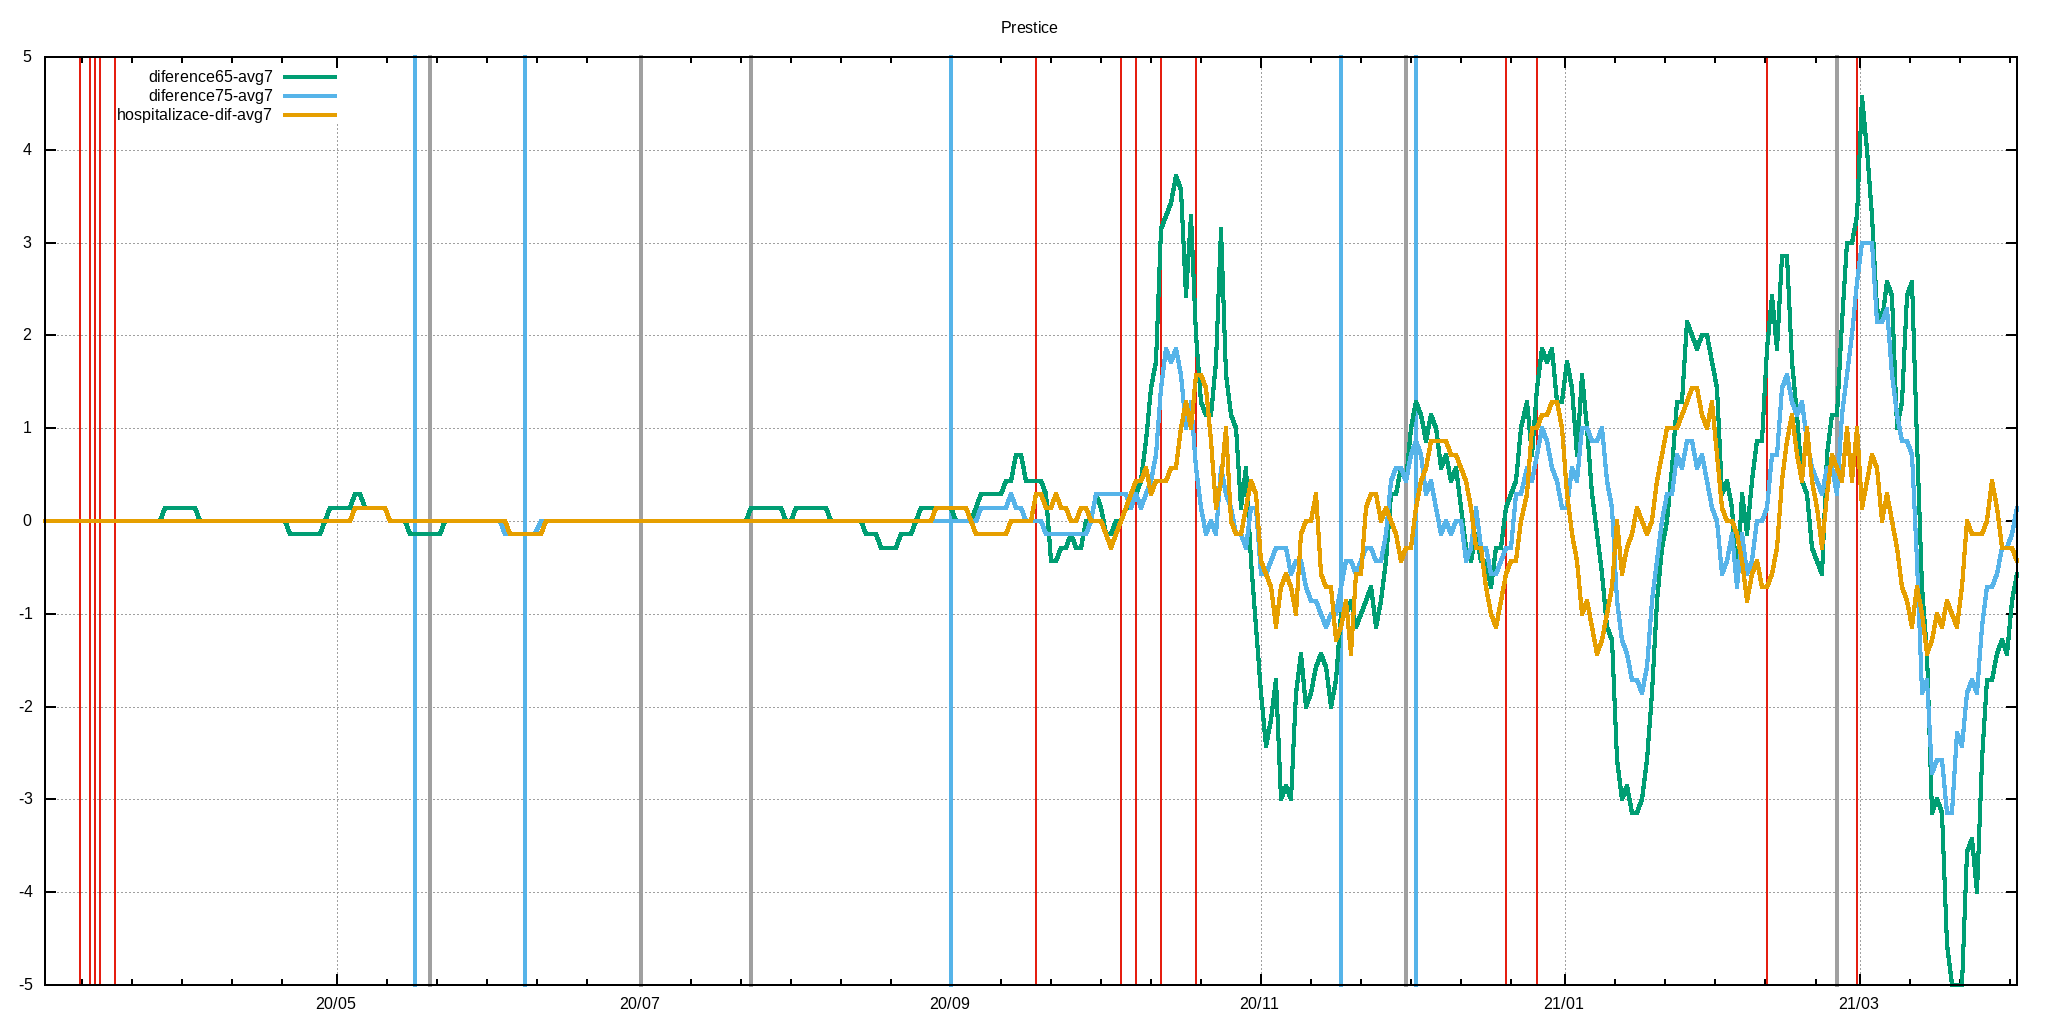 Prestice
5
diference65-avg7
diference75-avg7
hospitalizace-dif-avg7
4
3
2
1
0
-1
-2
-3
-4
-5
20/05 20/07 20/09 20/11 21/01 21/03